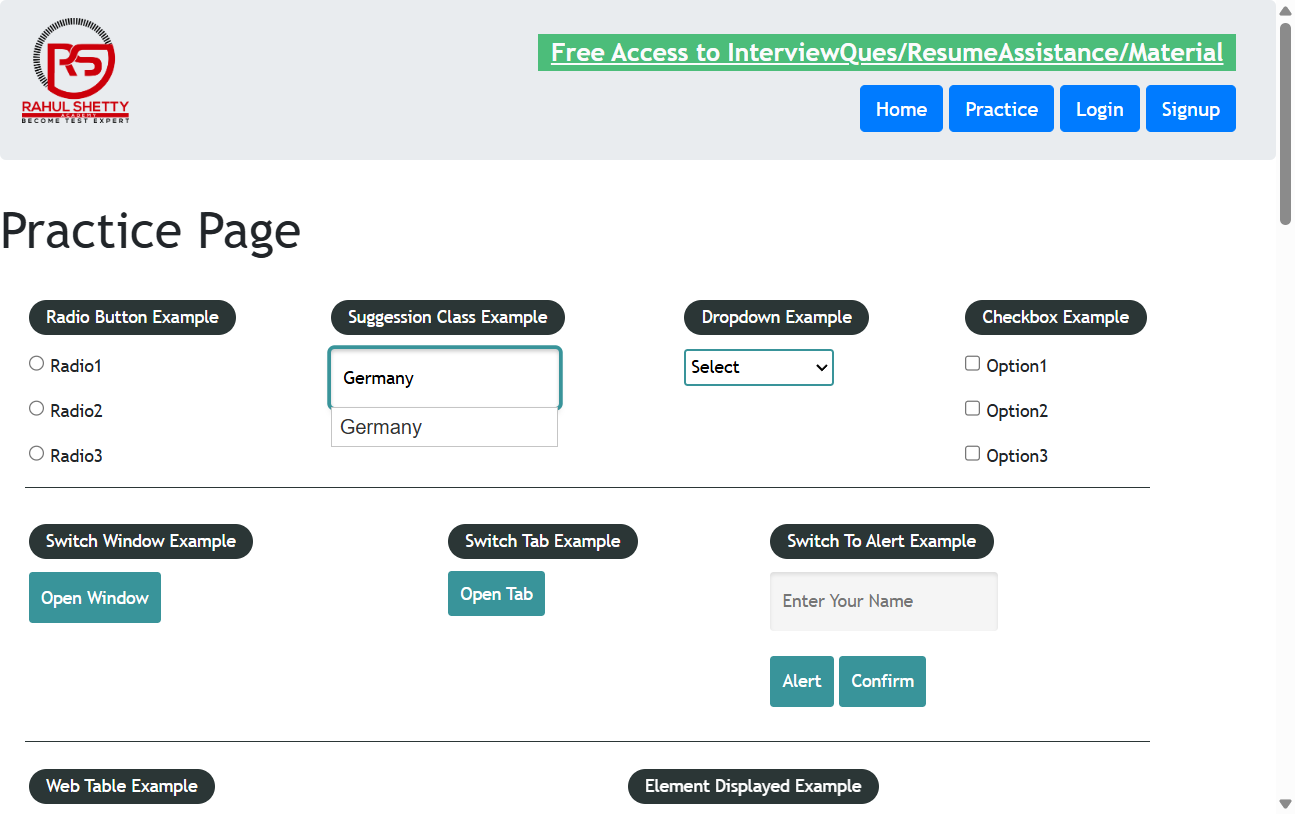 RAHUL SHETTY
ACADEMY
BECOME TEST EXPERT
Free Access to InterviewQues/ResumeAssistance/Material
Home Practice Login Signup
Practice Page
Radio Button Example
Radio1
Radio2
Radio3
Suggession Class Example
Germany
Germany
Dropdown Example
Select
Checkbox Example
Option1
Option2
Option3
Switch Window Example
Open Window
Switch Tab Example
Open Tab
Switch To Alert Example
Enter Your Name
Alert Confirm
Web Table Example
Element Displayed Example